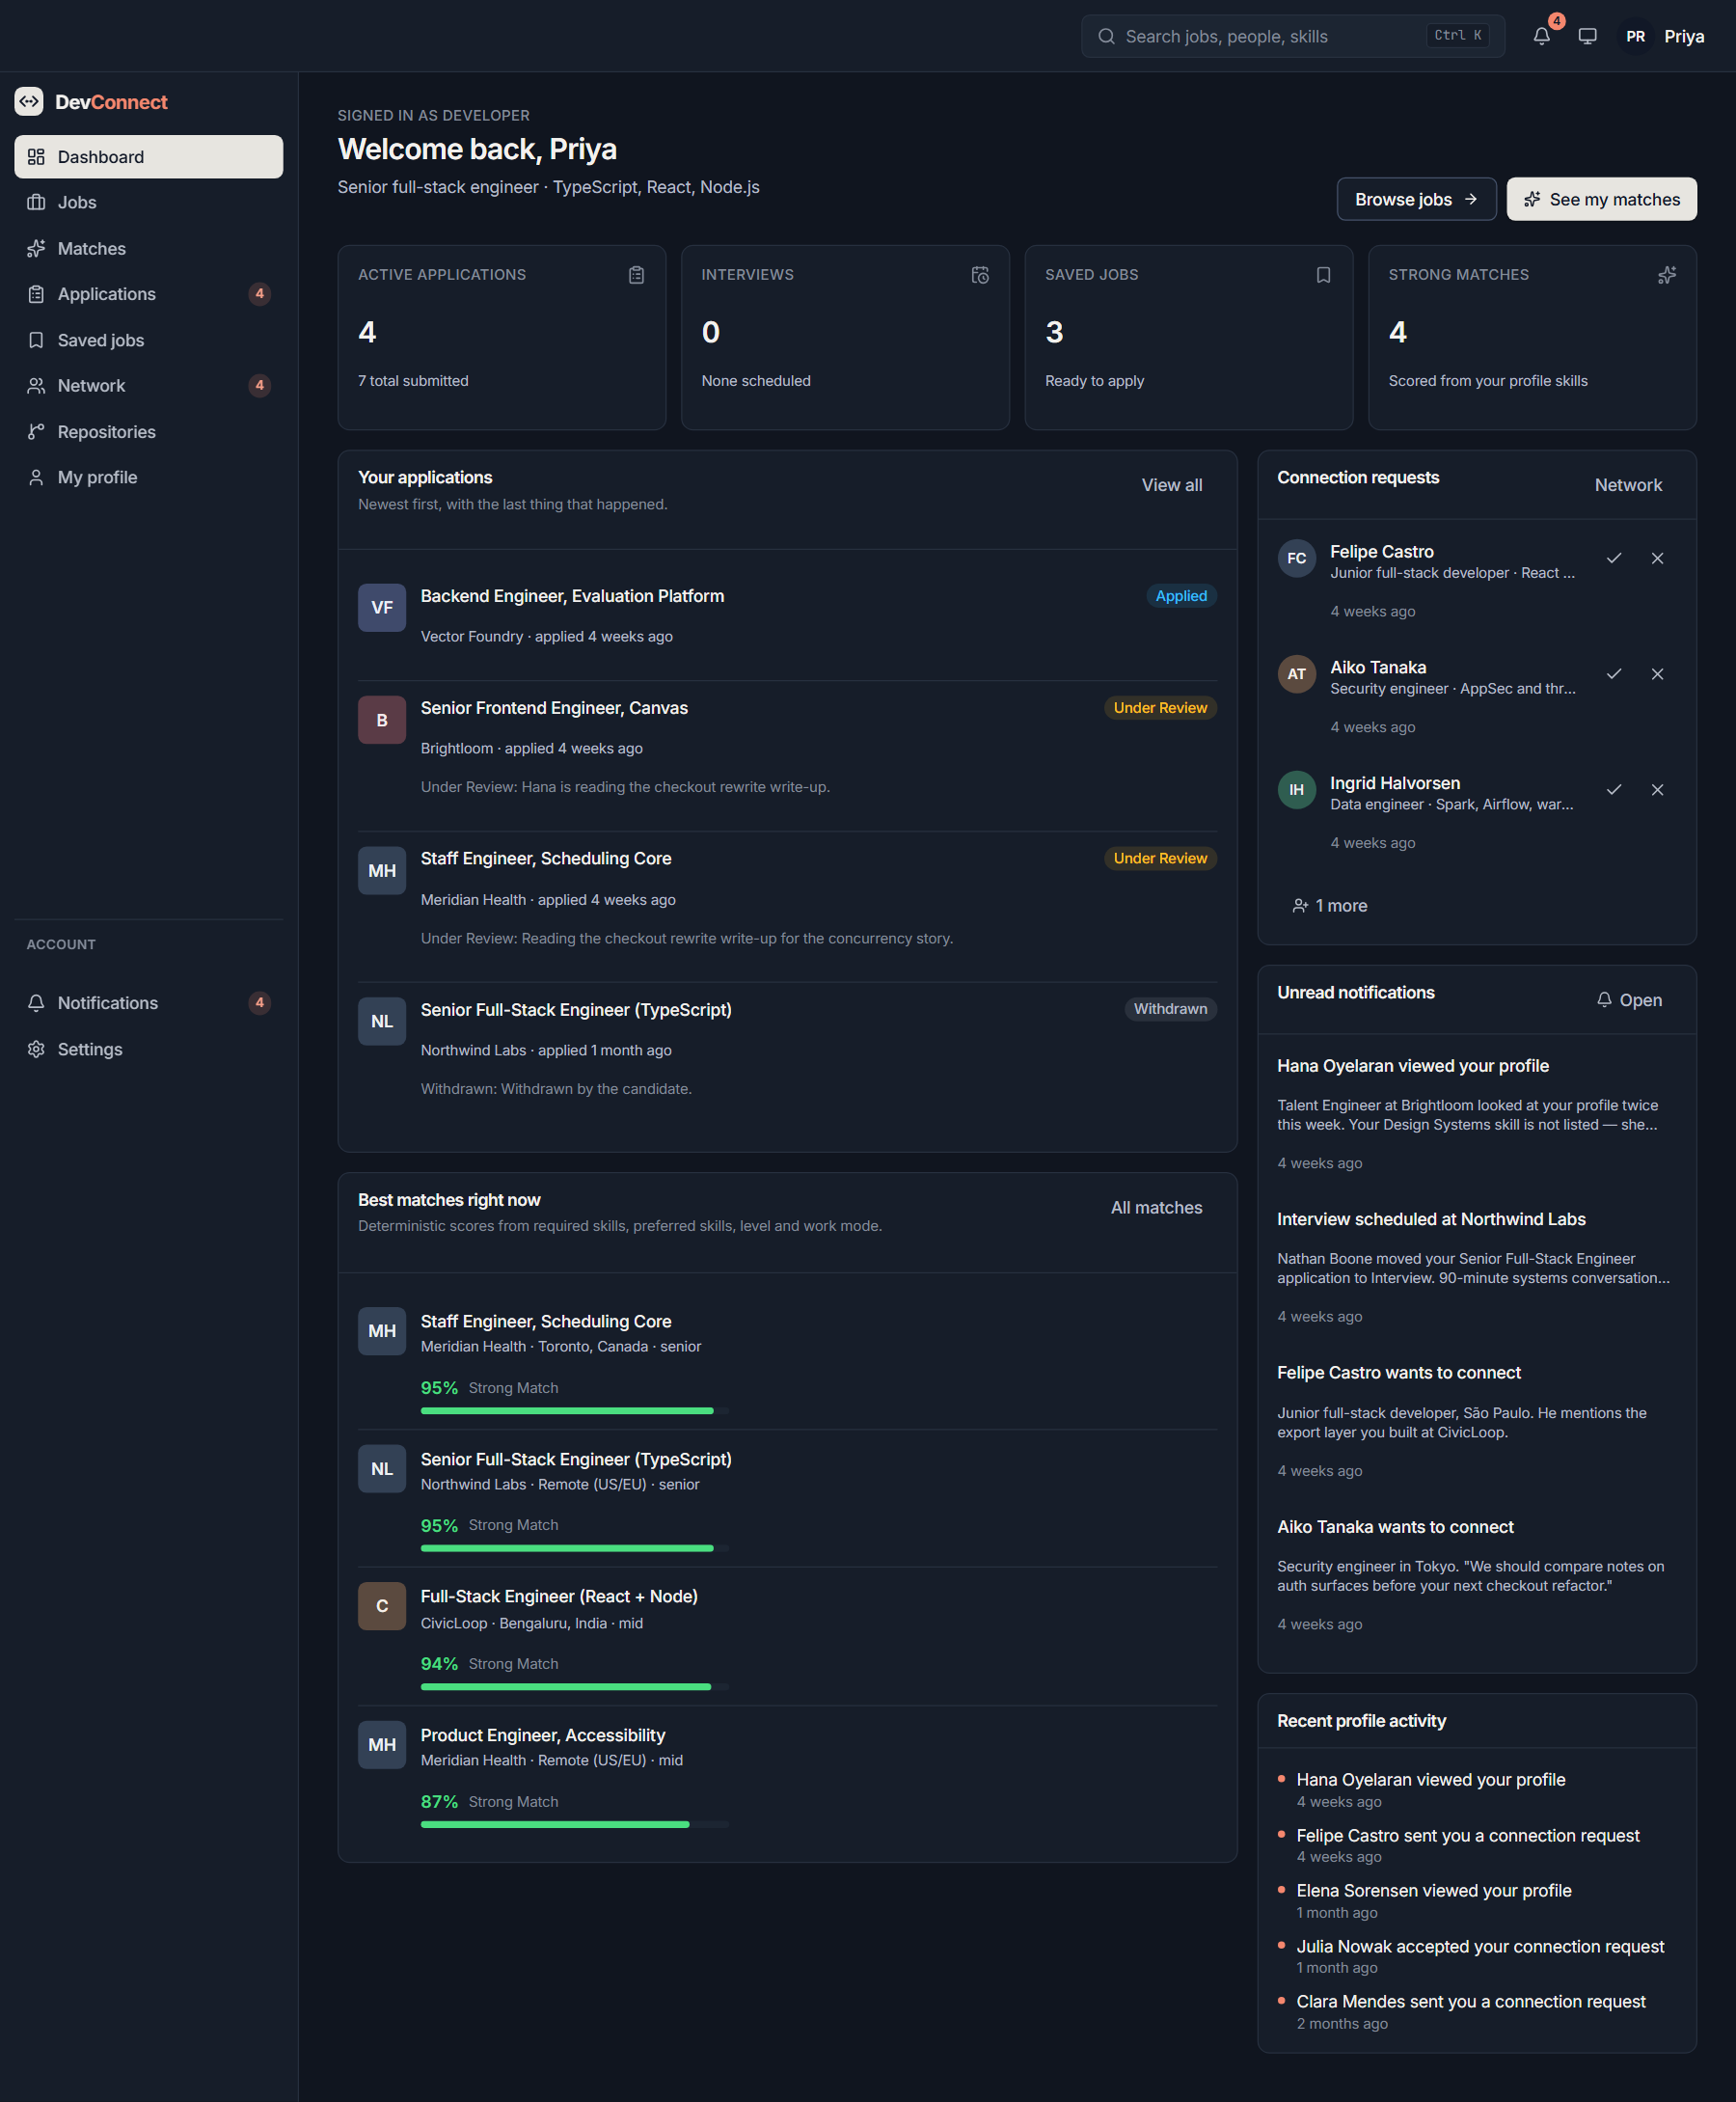 Search jobs, people, skills
Ctrl K
4
PR
Priya
DevConnect
Dashboard
Jobs
Matches
Applications
4
Saved jobs
Network
4
Repositories
My profile
ACCOUNT
Notifications
4
Settings
SIGNED IN AS DEVELOPER
Welcome back, Priya
Senior full-stack engineer · TypeScript, React, Node.js
Browse jobs
See my matches
ACTIVE APPLICATIONS
4
7 total submitted
INTERVIEWS
0
None scheduled
SAVED JOBS
3
Ready to apply
STRONG MATCHES
4
Scored from your profile skills
Your applications
Newest first, with the last thing that happened.
View all
VF
Backend Engineer, Evaluation Platform
Applied
Vector Foundry · applied 4 weeks ago
B
Senior Frontend Engineer, Canvas
Under Review
Brightloom · applied 4 weeks ago
Under Review: Hana is reading the checkout rewrite write-up.
MH
Staff Engineer, Scheduling Core
Under Review
Meridian Health · applied 4 weeks ago
Under Review: Reading the checkout rewrite write-up for the concurrency story.
NL
Senior Full-Stack Engineer (TypeScript)
Withdrawn
Northwind Labs · applied 1 month ago
Withdrawn: Withdrawn by the candidate.
Best matches right now
Deterministic scores from required skills, preferred skills, level and work mode.
All matches
MH
Staff Engineer, Scheduling Core
Meridian Health · Toronto, Canada · senior
95% Strong Match
NL
Senior Full-Stack Engineer (TypeScript)
Northwind Labs · Remote (US/EU) · senior
95% Strong Match
C
Full-Stack Engineer (React + Node)
CivicLoop · Bengaluru, India · mid
94% Strong Match
MH
Product Engineer, Accessibility
Meridian Health · Remote (US/EU) · mid
87% Strong Match
Connection requests
Network
FC
Felipe Castro
Junior full-stack developer · React ...
4 weeks ago
AT
Aiko Tanaka
Security engineer · AppSec and thr...
4 weeks ago
IH
Ingrid Halvorsen
Data engineer · Spark, Airflow, war...
4 weeks ago
1 more
Unread notifications
Open
Hana Oyelaran viewed your profile
Talent Engineer at Brightloom looked at your profile twice
this week. Your Design Systems skill is not listed — she...
4 weeks ago
Interview scheduled at Northwind Labs
Nathan Boone moved your Senior Full-Stack Engineer
application to Interview. 90-minute systems conversation...
4 weeks ago
Felipe Castro wants to connect
Junior full-stack developer, São Paulo. He mentions the
export layer you built at CivicLoop.
4 weeks ago
Aiko Tanaka wants to connect
Security engineer in Tokyo. "We should compare notes on
auth surfaces before your next checkout refactor."
4 weeks ago
Recent profile activity
Hana Oyelaran viewed your profile
4 weeks ago
Felipe Castro sent you a connection request
4 weeks ago
Elena Sorensen viewed your profile
1 month ago
Julia Nowak accepted your connection request
1 month ago
Clara Mendes sent you a connection request
2 months ago